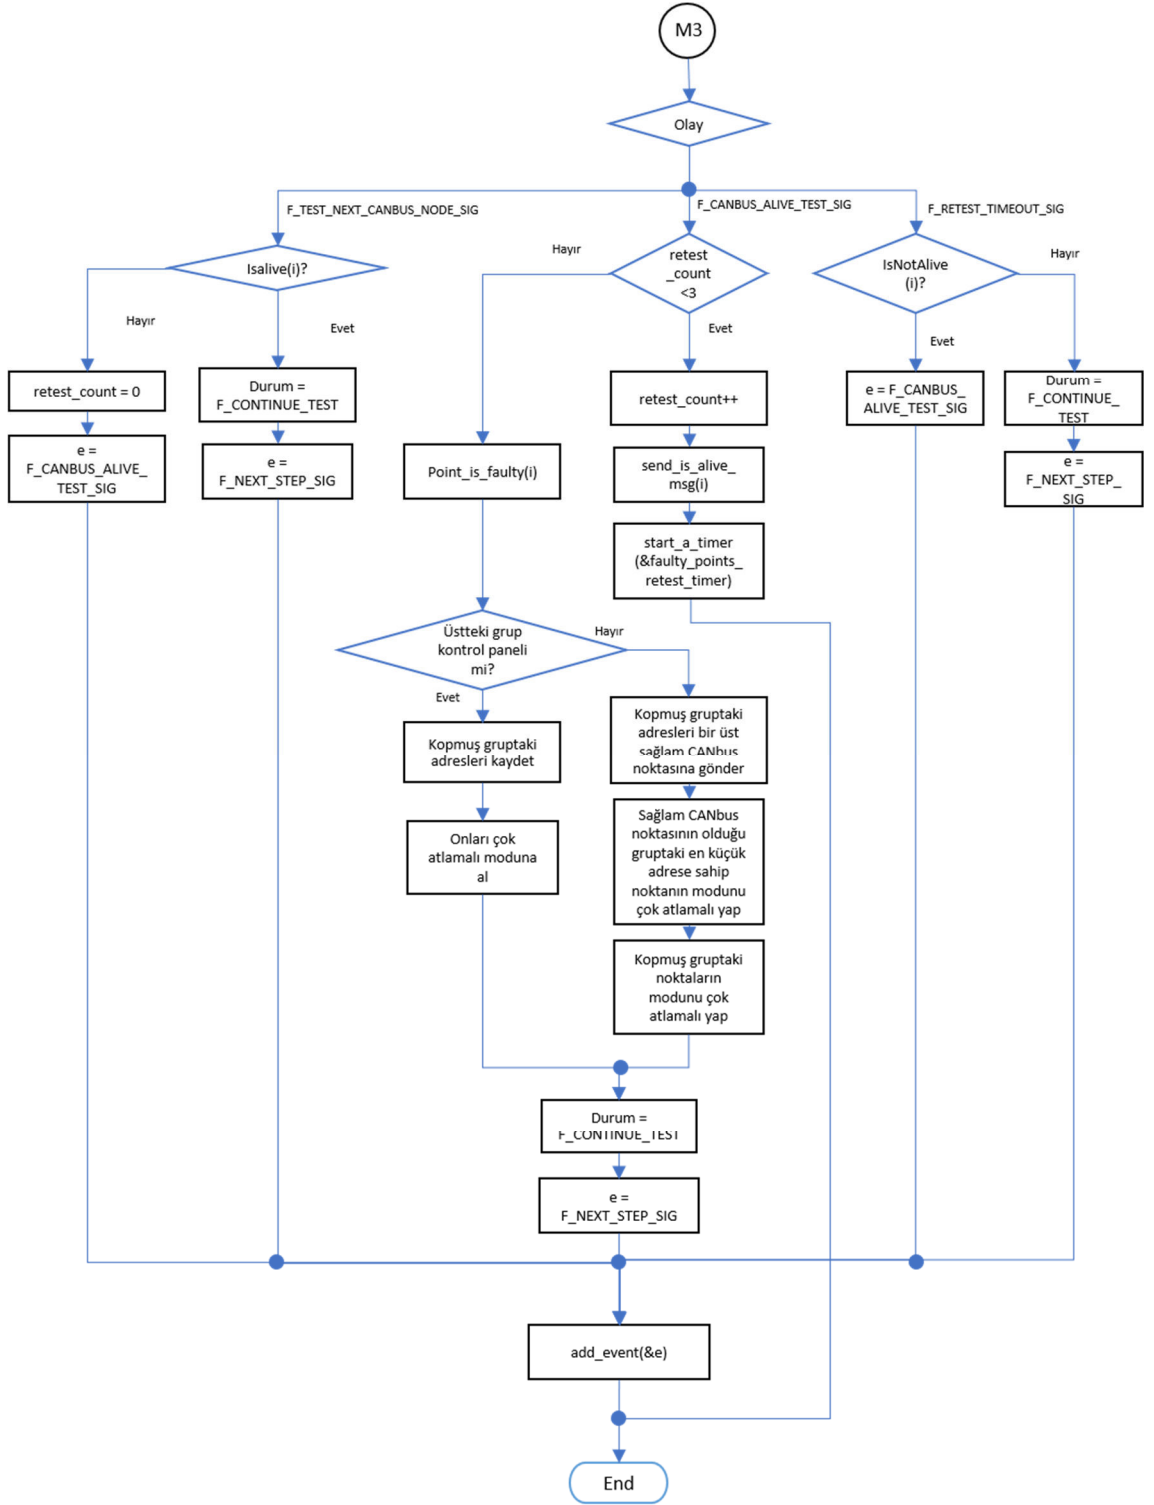 M3
Olay
F_TEST_NEXT_CANBUS_NODE_SIG
F_CANBUS_ALIVE_TEST_SIG
F_RETEST_TIMEOUT_SIG
Isalive(i)?
Hayır
Evet
retest_count = 0
e =
F_CANBUS_ALIVE_
TEST_SIG
Durum =
F_CONTINUE_TEST
e =
F_NEXT_STEP_SIG
retest
_count
<3
Hayır
Evet
Point_is_faulty(i)
retest_count++
send_is_alive_
msg(i)
start_a_timer
(&faulty_points_
retest_timer)
IsNotAlive
(i)?
Hayır
Evet
e = F_CANBUS_
ALIVE_TEST_SIG
Durum =
F_CONTINUE_
TEST
e =
F_NEXT_STEP_
SIG
Üstteki grup
kontrol paneli
mi?
Hayır
Evet
Kopmuş gruptaki
adresleri kaydet
Onları çok
atlamalı moduna
al
Kopmuş gruptaki
adresleri bir üst
sağlam CANbus
noktasına gönder
Sağlam CANbus
noktasının olduğu
gruptaki en küçük
adrese sahip
noktanın modunu
çok atlamalı yap
Kopmuş gruptaki
noktaların
modunu çok
atlamalı yap
Durum =
F_CONTINUE_TEST
e =
F_NEXT_STEP_SIG
add_event(&e)
End